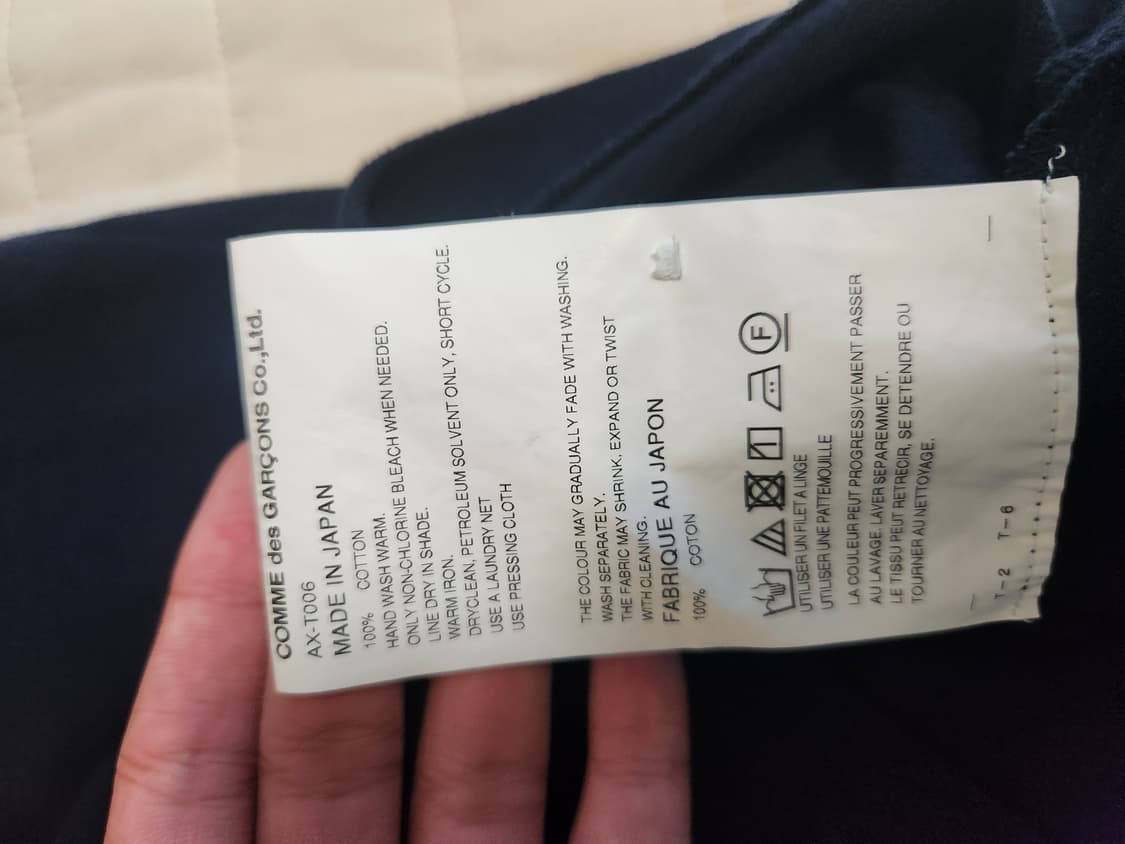 COMME des GARÇONS Co.,Ltd.
AX-T006
MADE IN JAPAN
100% COTTON
HAND WASH WARM.
ONLY NON-CHLORINE BLEACH WHEN NEEDED.
LINE DRY IN SHADE.
WARM IRON.
DRYCLEAN, PETROLEUM SOLVENT ONLY, SHORT CYCLE.
USE A LAUNDRY NET
USE PRESSING CLOTH
THE COLOUR MAY GRADUALLY FADE WITH WASHING.
WASH SEPARATELY.
THE FABRIC MAY SHRINK, EXPAND OR TWIST
WITH CLEANING.
FABRIQUE AU JAPON
100% COTON
F
UTILISER UN FILET A LINGE
UTILISER UNE PATTEMOUILLE
LA COULEUR PEUT PROGRESSIVEMENT PASSER
AU LAVAGE. LAVER SEPAREMMENT.
LE TISSU PEUT RETRECIR, SE DETENDRE OU
TOURNER AU NETTOYAGE.
T-2 T-6